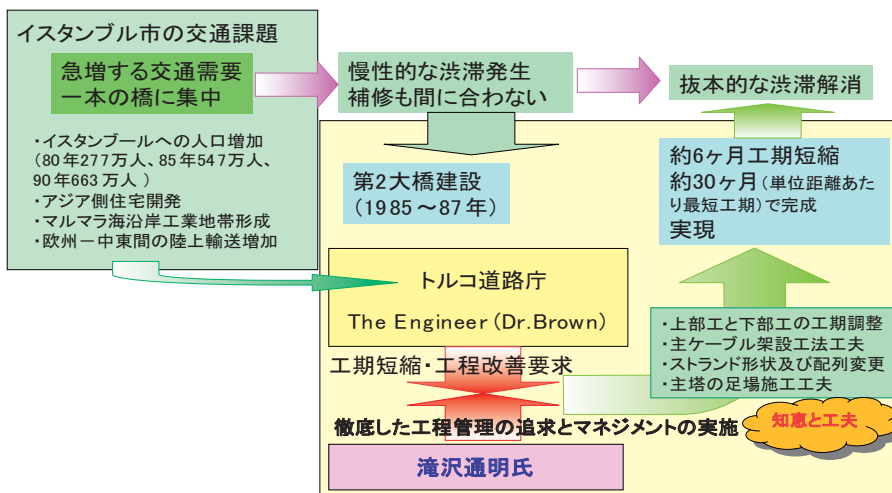 イスタンブル市の交通課題
急増する交通需要
一本の橋に集中
・イスタンブールへの人口増加
(80年277万人、85年547万人、
90年663万人)
・アジア側住宅開発
・マルマラ海沿岸工業地帯形成
・欧州－中東間の陸上輸送増加
慢性的な渋滞発生
補修も間に合わない
抜本的な渋滞解消
第2大橋建設
(1985～87年)
約6ヶ月工期短縮
約30ヶ月(単位距離あた
り最短工期)で完成
実現
トルコ道路庁
The Engineer(Dr.Brown)
工期短縮・工程改善要求
・上部工と下部工の工期調整
・主ケーブル架設工法工夫
・ストランド形状及び配列変更
・主塔の足場施工工夫
知恵と工夫
徹底した工程管理の追求とマネジメントの実施
滝沢通明氏